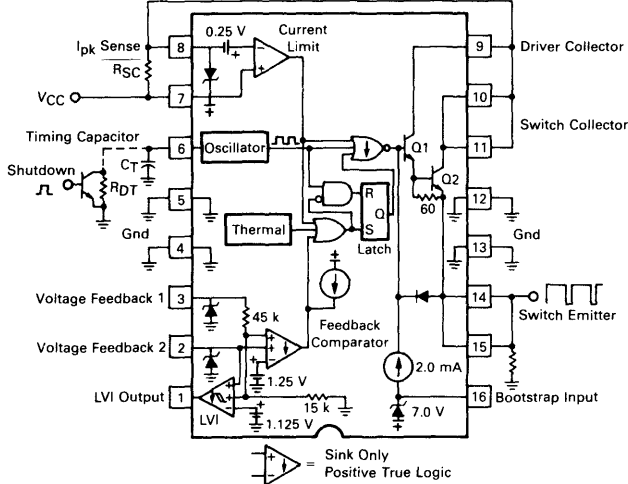 0.25 V
Current
Limit
Ipk Sense
8
9
Driver Collector
RSC
VCC
7
10
Switch Collector
Timing Capacitor
6
Oscillator
Q1
11
Shutdown
CT
RDT
R
Q
S
Latch
Q2
60
5
12
Thermal
Gnd
4
13
Gnd
Voltage Feedback 1
3
45 k
Feedback
Comparator
14
Switch Emitter
Voltage Feedback 2
2
15
1.25 V
2.0 mA
LVI Output
1
LVI
15 k
1.125 V
7.0 V
16
Bootstrap Input
+
−
= Sink Only
Positive True Logic